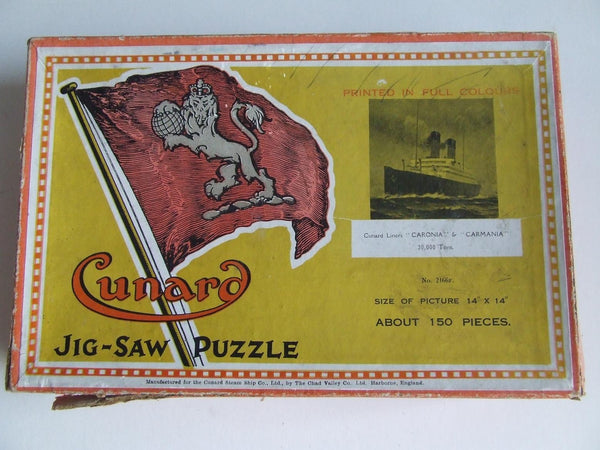 PRINTED IN FULL COLOURS
Cunard Liners "CARONIA" & "CARMANIA"
20,000 Tons.
No. 2166F.
SIZE OF PICTURE 14" X 14"
ABOUT 150 PIECES.
Cunard
JIG-SAW PUZZLE
Manufactured for the Cunard Steam Ship Co., Ltd., by The Chad Valley Co. Ltd. Harborne, England.